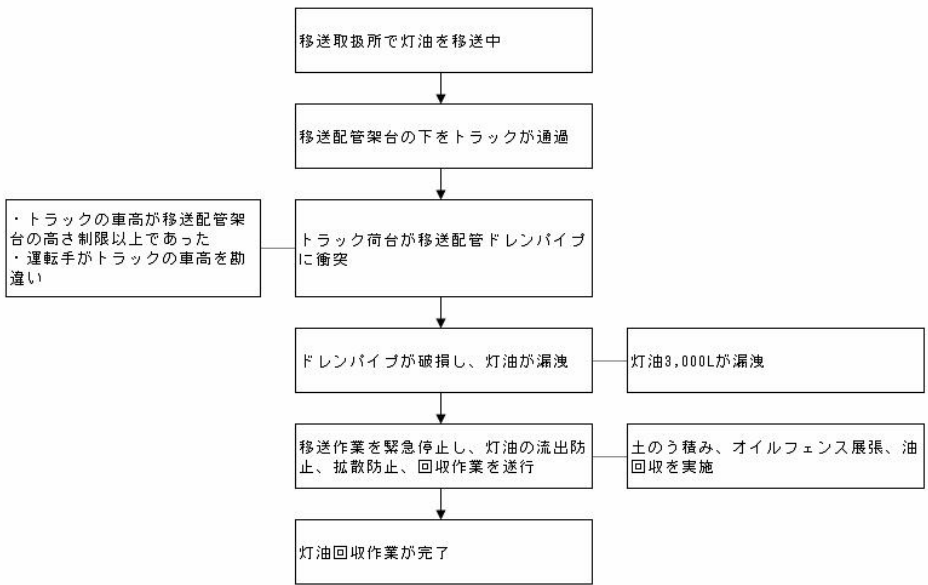 移送取扱所で灯油を移送中
移送配管架台の下をトラックが通過
・トラックの車高が移送配管架
台の高さ制限以上であった
・運転手がトラックの車高を勘
違い
トラック荷台が移送配管ドレンパイプ
に衝突
ドレンパイプが破損し、灯油が漏洩
灯油3,000Lが漏洩
移送作業を緊急停止し、灯油の流出防
止、拡散防止、回収作業を遂行
土のう積み、オイルフェンス展張、油
回収を実施
灯油回収作業が完了